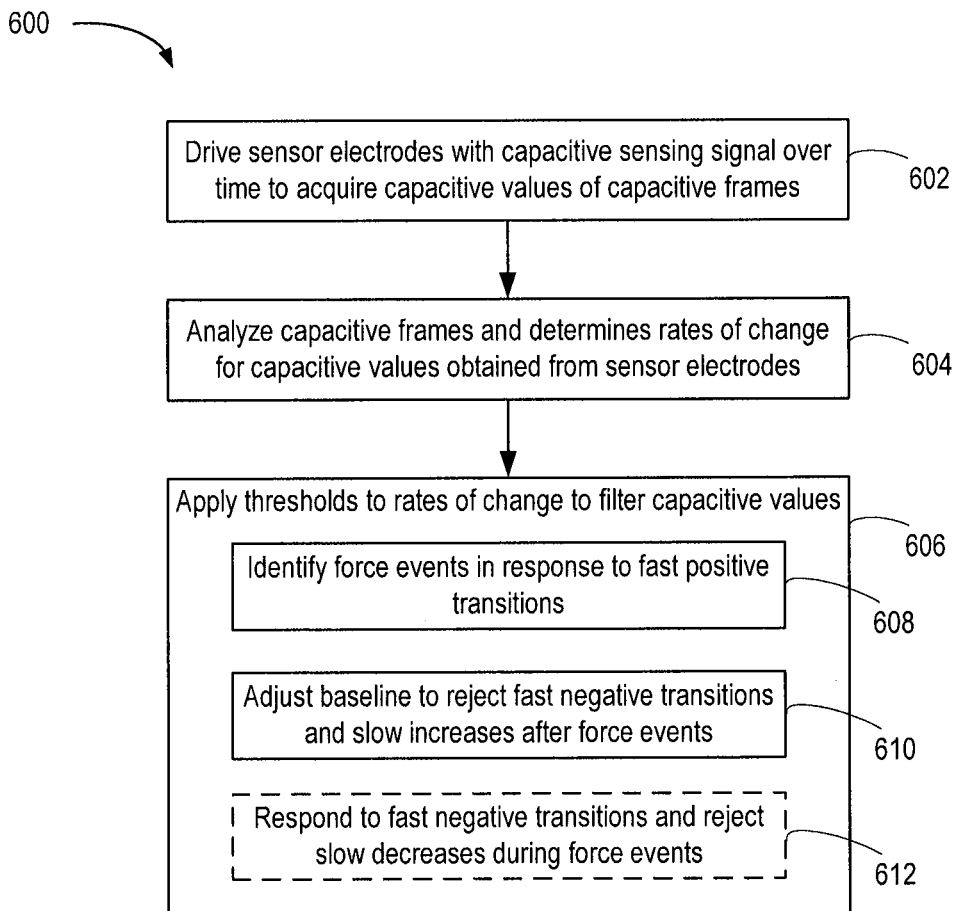 600
Drive sensor electrodes with capacitive sensing signal over
time to acquire capacitive values of capacitive frames
602
Analyze capacitive frames and determines rates of change
for capacitive values obtained from sensor electrodes
604
Apply thresholds to rates of change to filter capacitive values
606
Identify force events in response to fast positive
transitions
608
Adjust baseline to reject fast negative transitions
and slow increases after force events
610
Respond to fast negative transitions and reject
slow decreases during force events
612